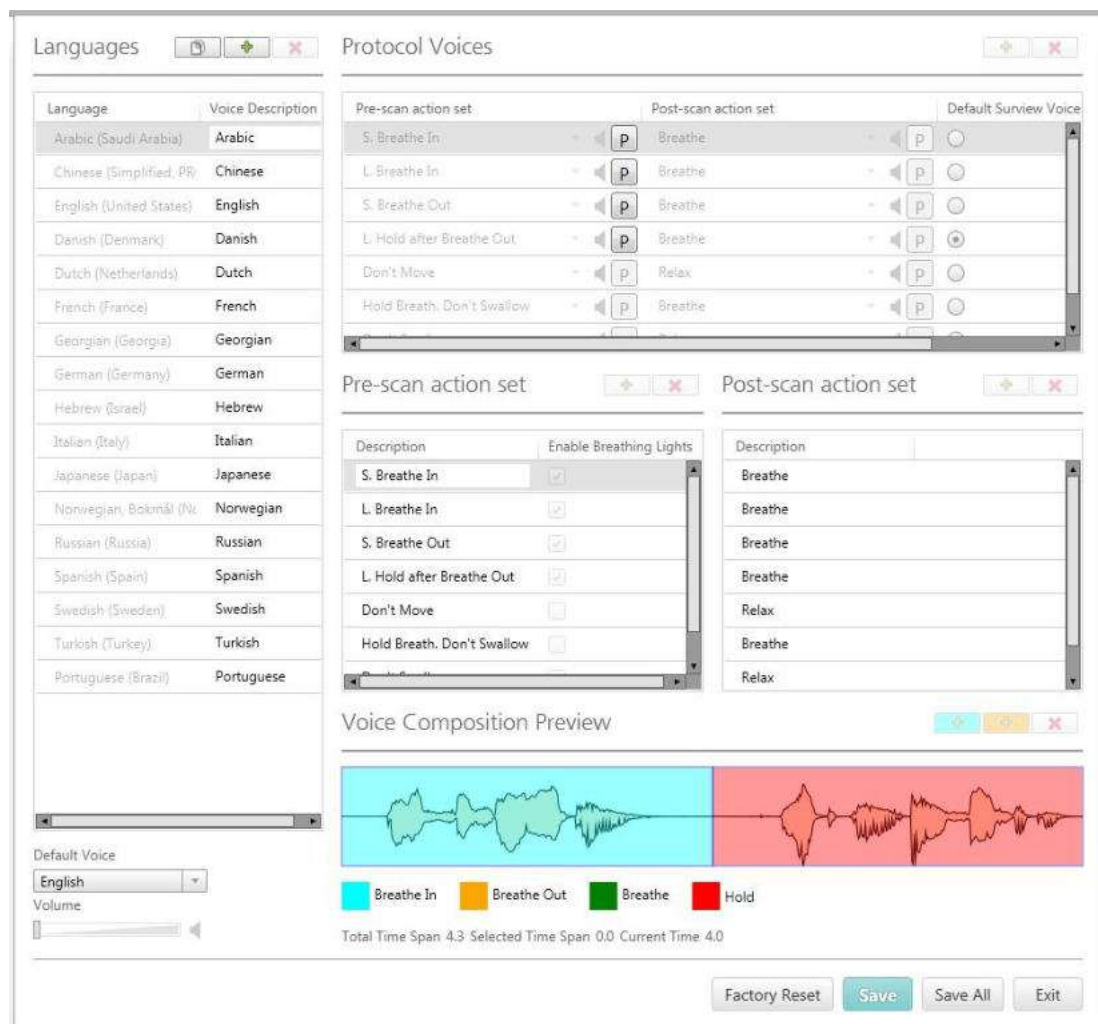 Languages
Language Voice Description
Arabic (Saudi Arabia) Arabic
Chinese (Simplified, PR Chinese
English (United States) English
Danish (Denmark) Danish
Dutch (Netherlands) Dutch
French (France) French
Georgian (Georgia) Georgian
German (Germany) German
Hebrew (Israel) Hebrew
Italian (Italy) Italian
Japanese (Japan) Japanese
Norwegian, Bokmål (No Norwegian
Russian (Russia) Russian
Spanish (Spain) Spanish
Swedish (Sweden) Swedish
Turkish (Turkey) Turkish
Portuguese (Brazil) Portuguese
Default Voice
English
Volume
Protocol Voices
Pre-scan action set Post-scan action set Default Surview Voice
S. Breathe In P Breathe P
L. Breathe In P Breathe P
S. Breathe Out P Breathe P
L. Hold after Breathe Out P Breathe P
Don't Move P Relax P
Hold Breath. Don't Swallow P Breathe P
Pre-scan action set
Description Enable Breathing Lights
S. Breathe In
L. Breathe In
S. Breathe Out
L. Hold after Breathe Out
Don't Move
Hold Breath. Don't Swallow
Post-scan action set
Description
Breathe
Breathe
Breathe
Breathe
Relax
Breathe
Relax
Voice Composition Preview
Breathe In Breathe Out Breathe Hold
Total Time Span 4.3 Selected Time Span 0.0 Current Time 4.0
Factory Reset Save Save All Exit